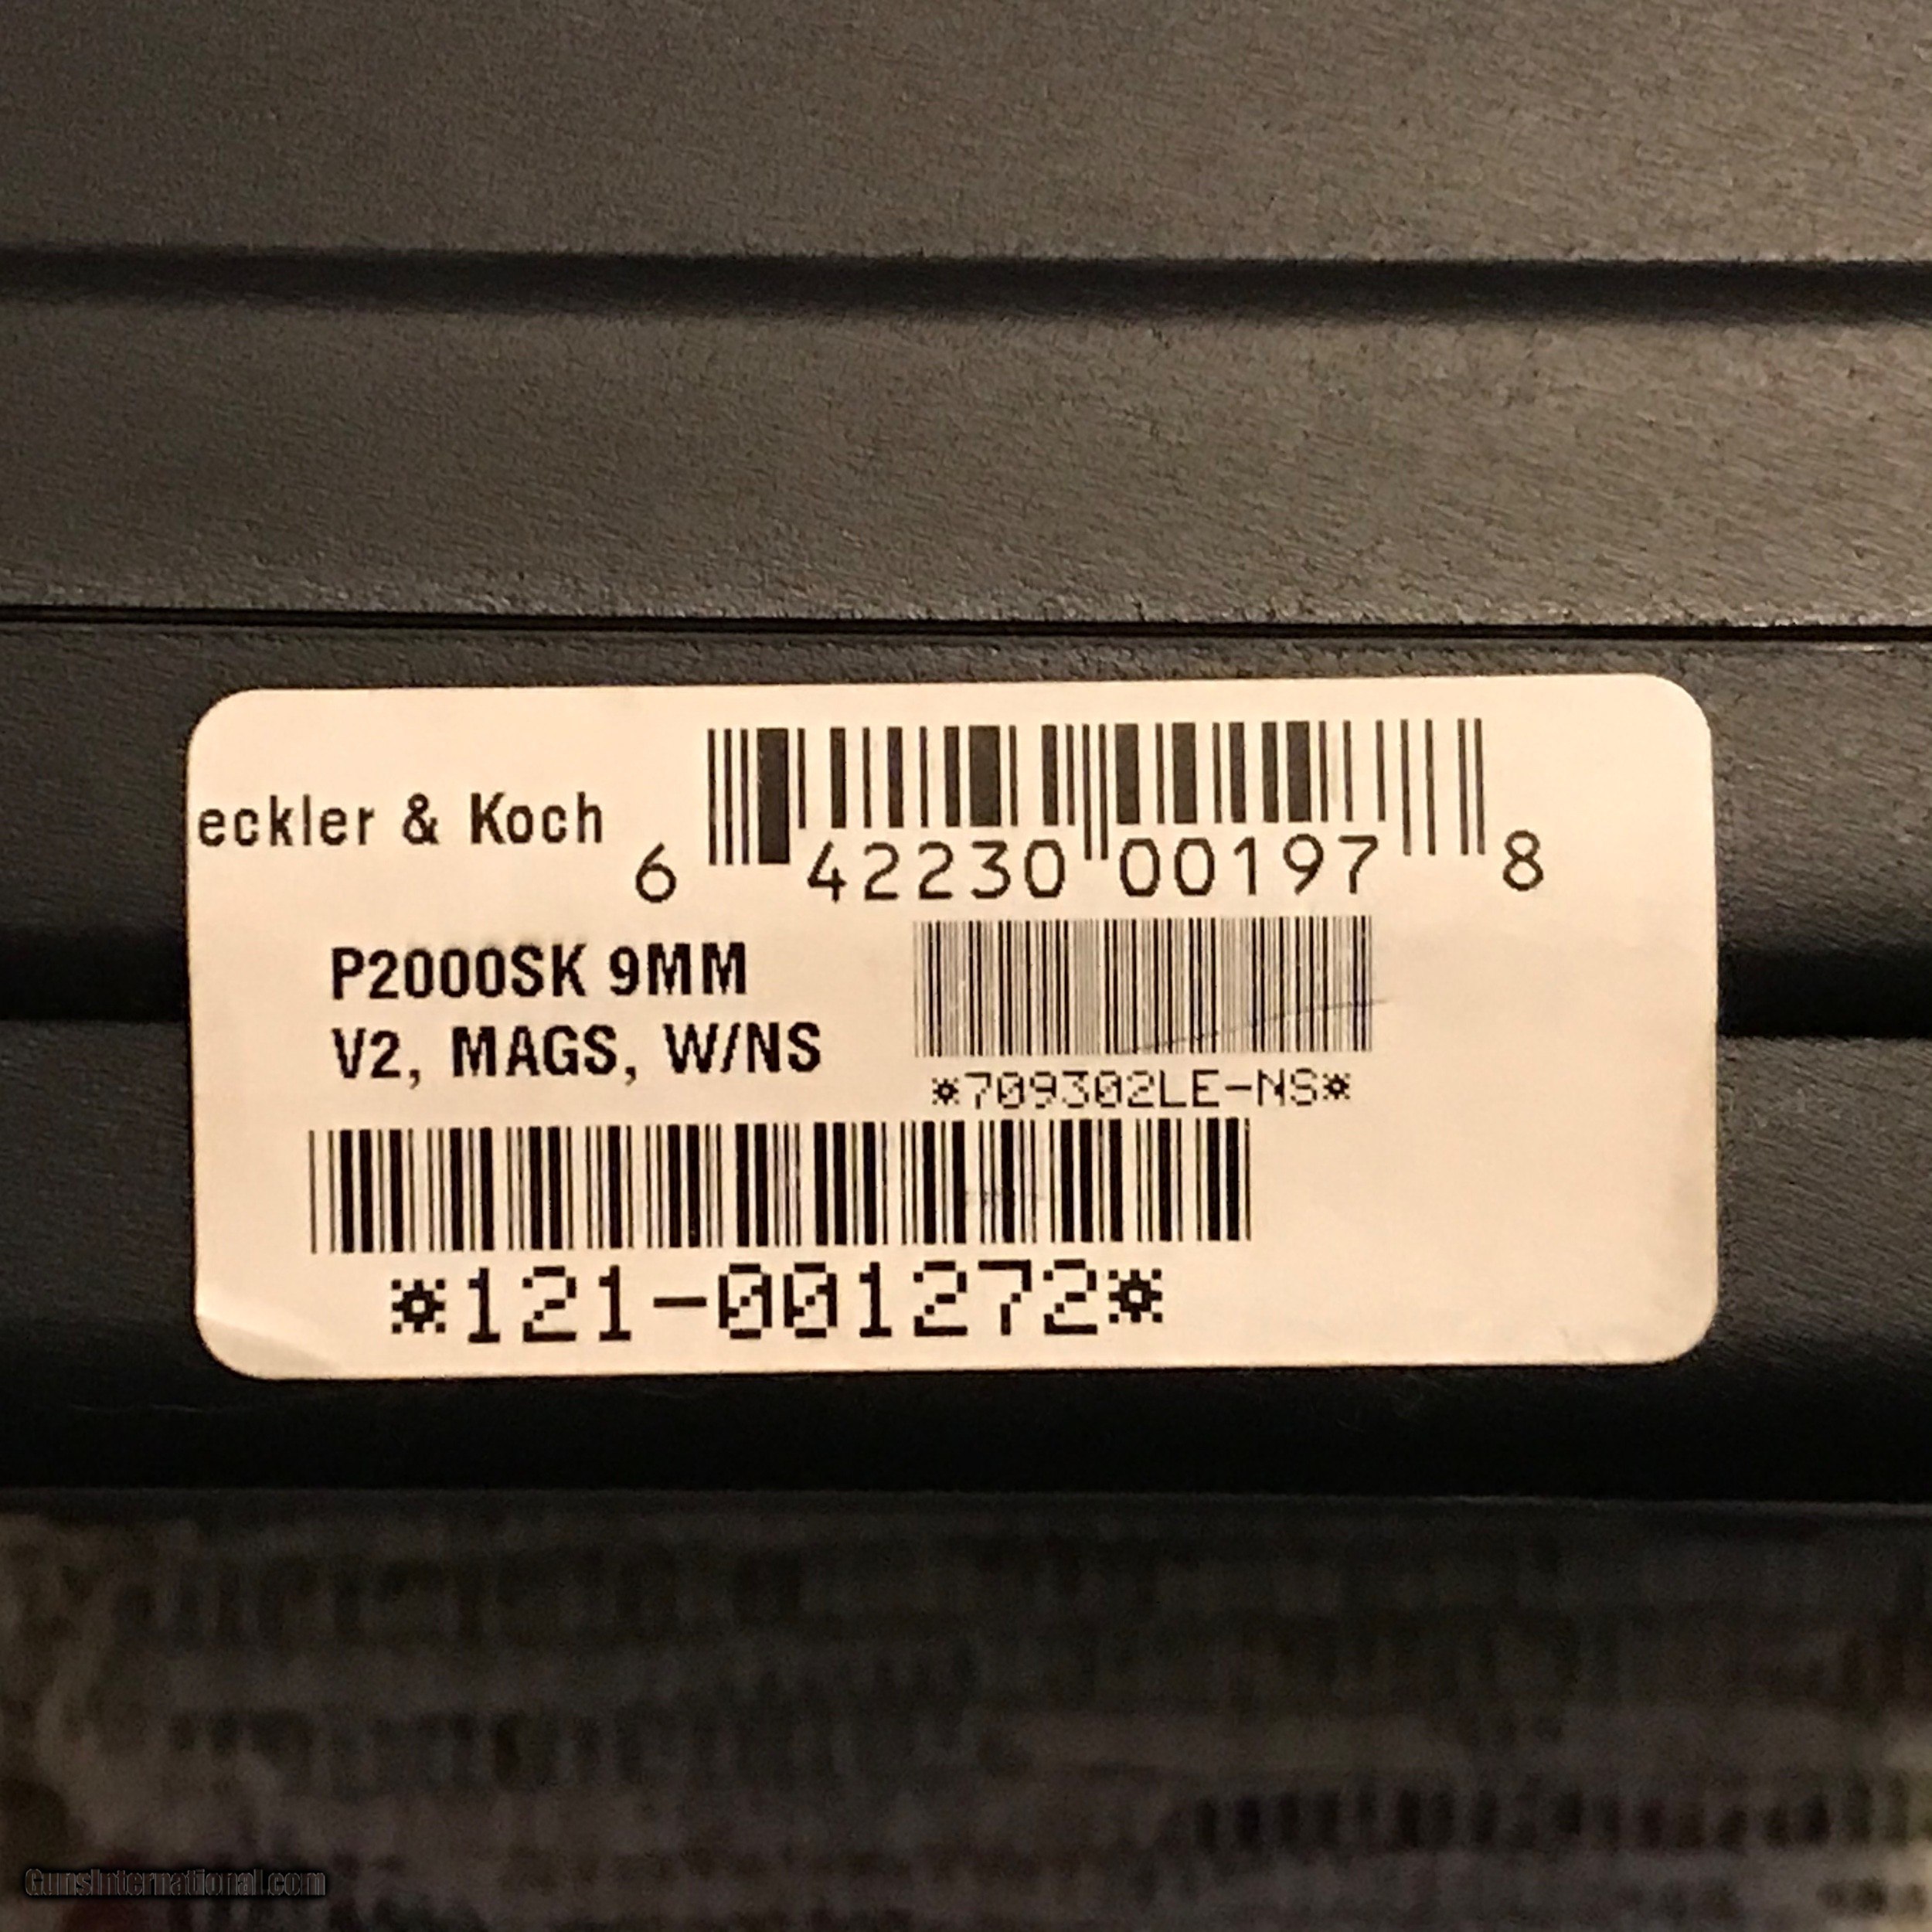 eckler & Koch
6 42230 00197 8
P2000SK 9MM
V2, MAGS, W/NS
*709302LE-NS*
*121-001272*
GunsInternational.com